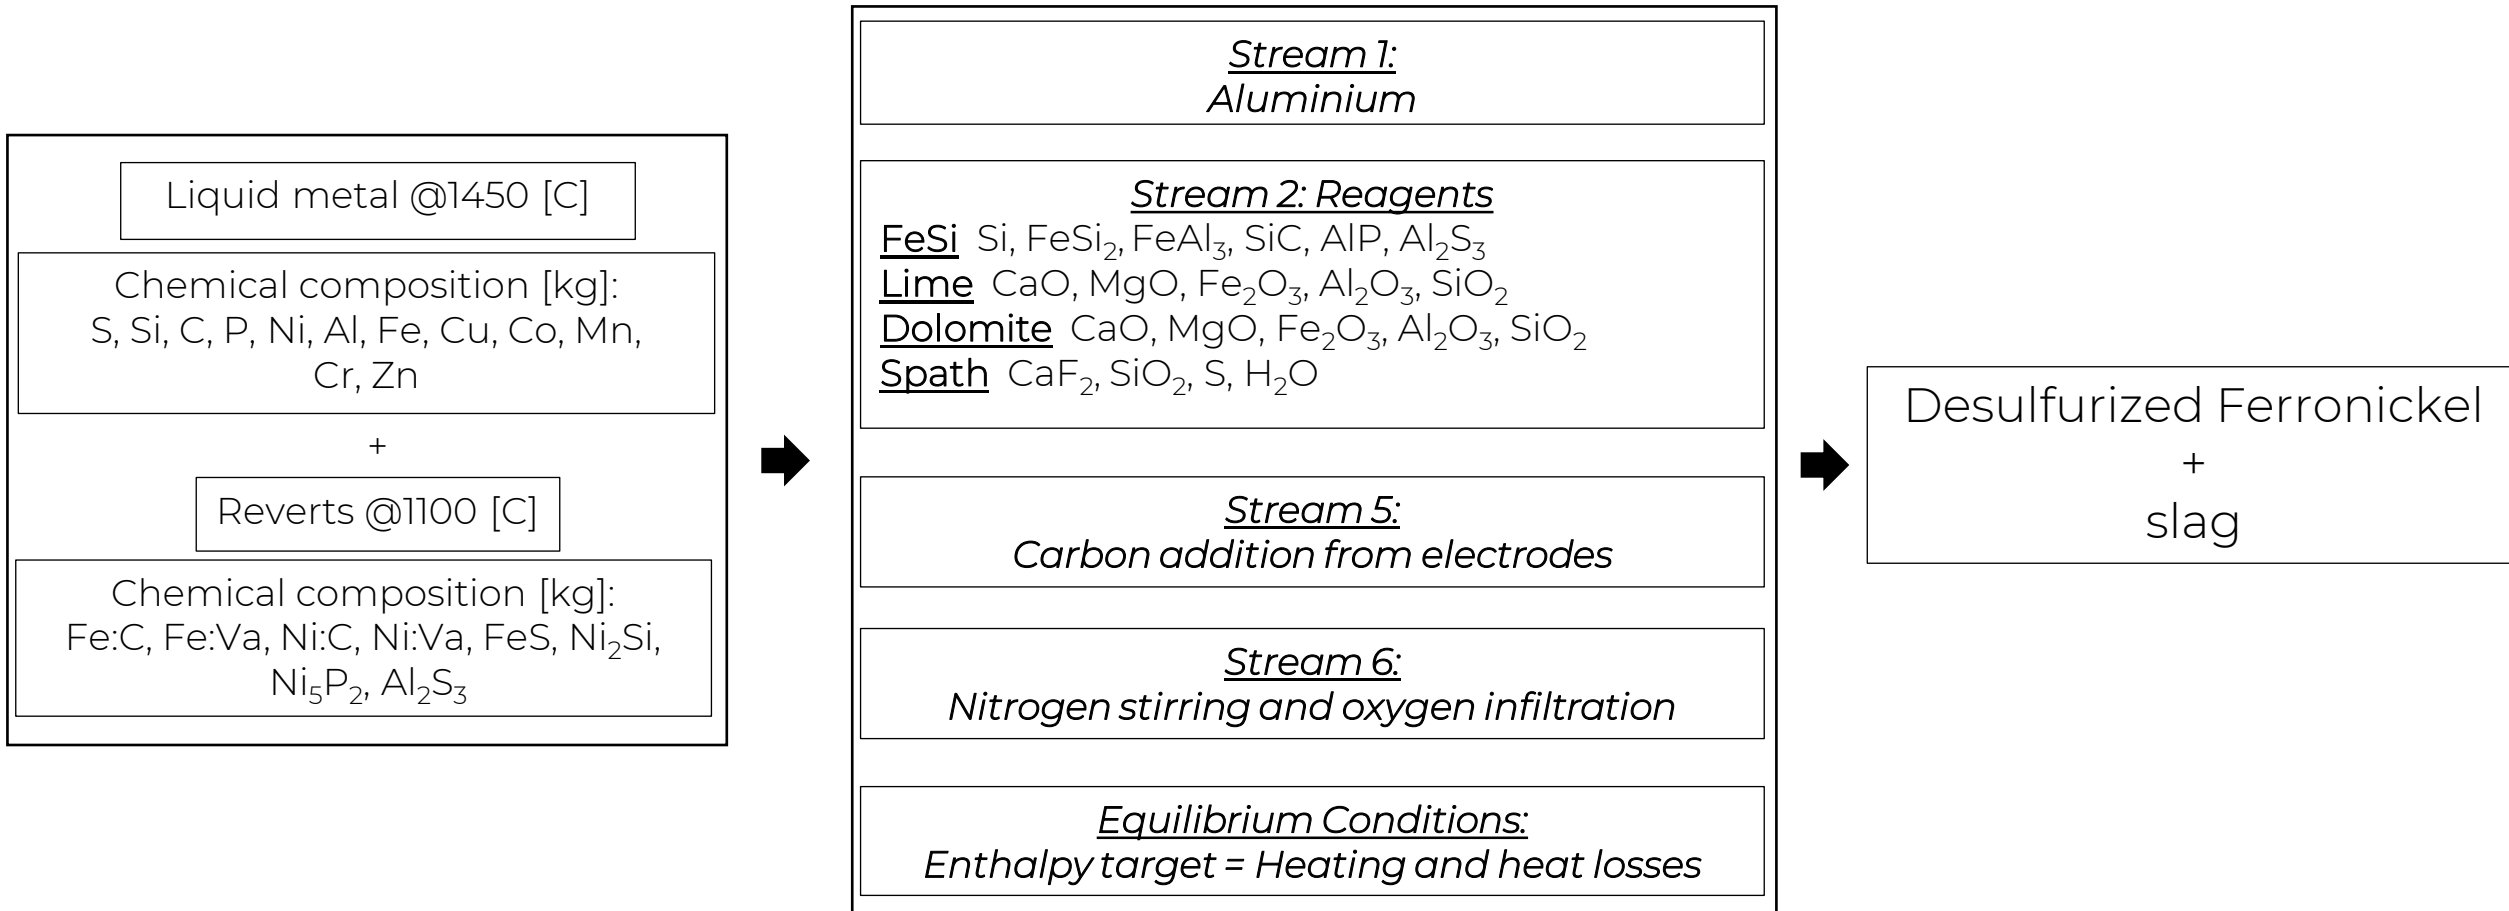 Liquid metal @1450 [C]
Chemical composition [kg]:
S, Si, C, P, Ni, Al, Fe, Cu, Co, Mn,
Cr, Zn
+
Reverts @1100 [C]
Chemical composition [kg]:
Fe:C, Fe:Va, Ni:C, Ni:Va, FeS, Ni₂Si,
Ni₅P₂, Al₂S₃
Stream 1:
Aluminium
Stream 2: Reagents
FeSi Si, FeSi₂, FeAl₃, SiC, AlP, Al₂S₃
Lime CaO, MgO, Fe₂O₃, Al₂O₃, SiO₂
Dolomite CaO, MgO, Fe₂O₃, Al₂O₃, SiO₂
Spath CaF₂, SiO₂, S, H₂O
Stream 5:
Carbon addition from electrodes
Stream 6:
Nitrogen stirring and oxygen infiltration
Equilibrium Conditions:
Enthalpy target = Heating and heat losses
Desulfurized Ferronickel
+
slag